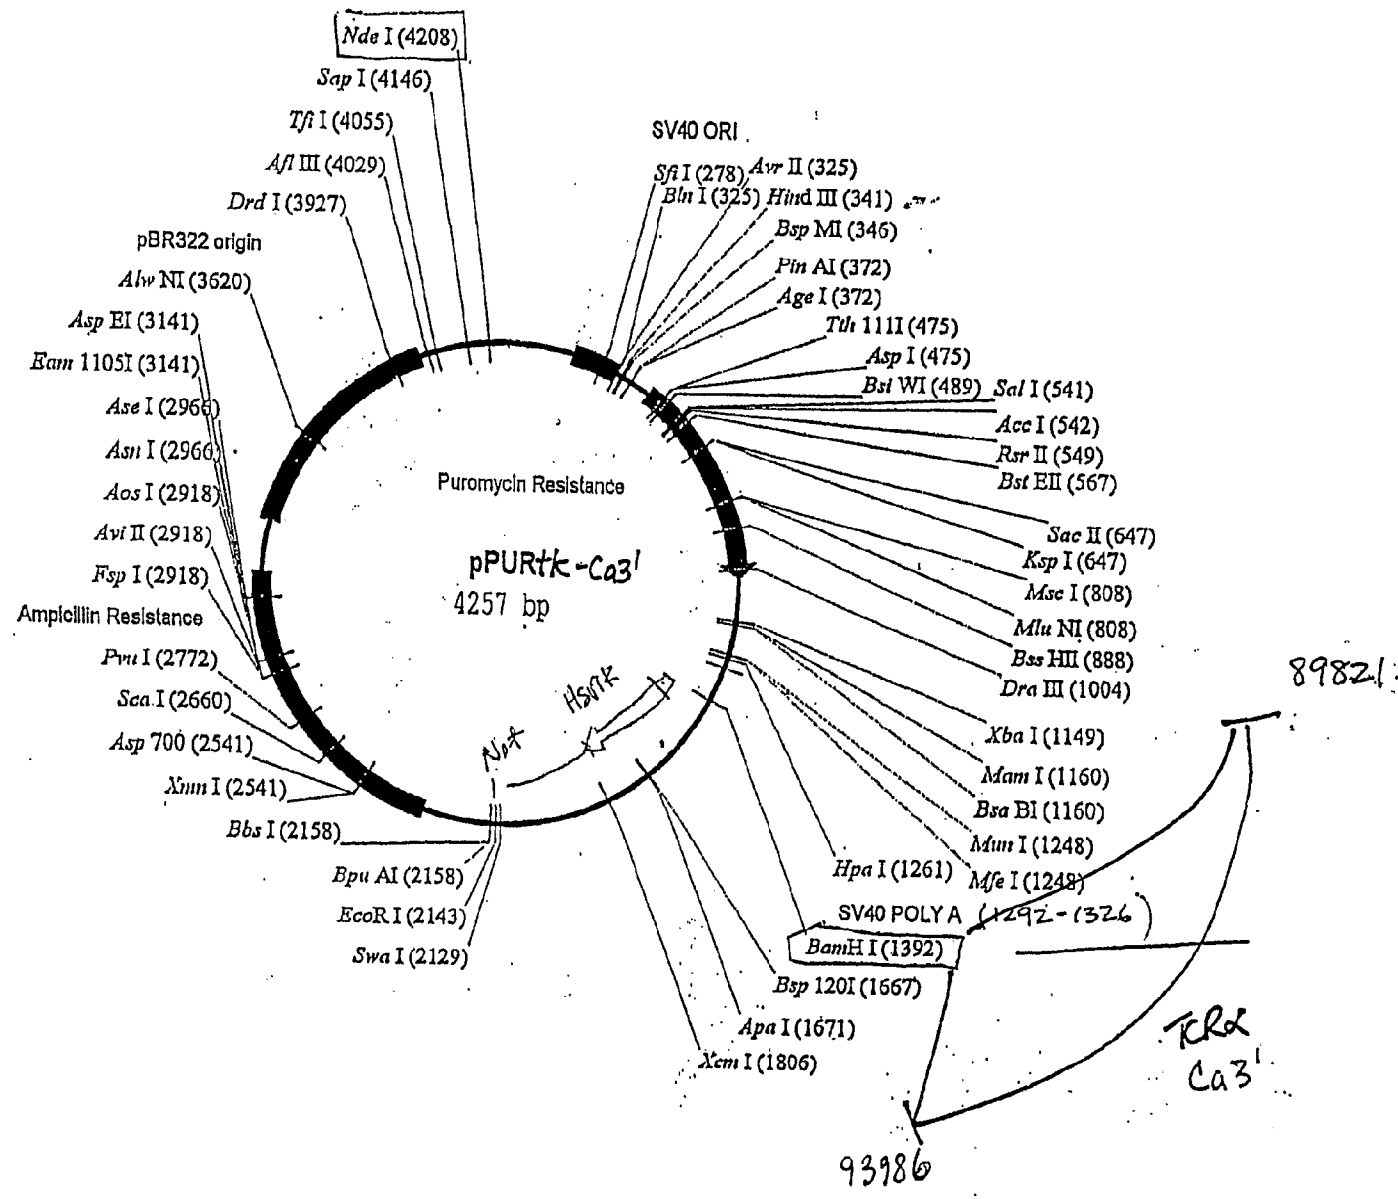 Nde I (4208)
Sap I (4146)
Tfi I (4055)
Afl III (4029)
Drd I (3927)
pBR322 origin
Alw NI (3620)
Asp EI (3141)
Eam 1105I (3141)
Ase I (2966)
Asn I (2966)
Aos I (2918)
Avi II (2918)
Fsp I (2918)
Ampicillin Resistance
Pvu I (2772)
Sca I (2660)
Asp 700 (2541)
Xmn I (2541)
Bbs I (2158)
Bpu AI (2158)
EcoR I (2143)
Swa I (2129)
SV40 ORI
Sfi I (278)
Avr II (325)
Bln I (325)
Hind III (341)
Bsp MI (346)
Pin AI (372)
Age I (372)
Tth 111I (475)
Asp I (475)
Bsi WI (489)
Sal I (541)
Acc I (542)
Rsr II (549)
Bst EII (567)
Sac II (647)
Ksp I (647)
Msc I (808)
Mlu NI (808)
Bss HII (888)
Dra III (1004)
Xba I (1149)
Mam I (1160)
Bsa BI (1160)
Mun I (1248)
Mfe I (1248)
Hpa I (1261)
SV40 POLY A (1292-1326)
BamH I (1392)
Bsp 120I (1667)
Apa I (1671)
Xcm I (1806)
Puromycin Resistance
pPURtk-Ca3'
4257 bp
HSVTK
Not
89821
TCRα
Ca3'
93986